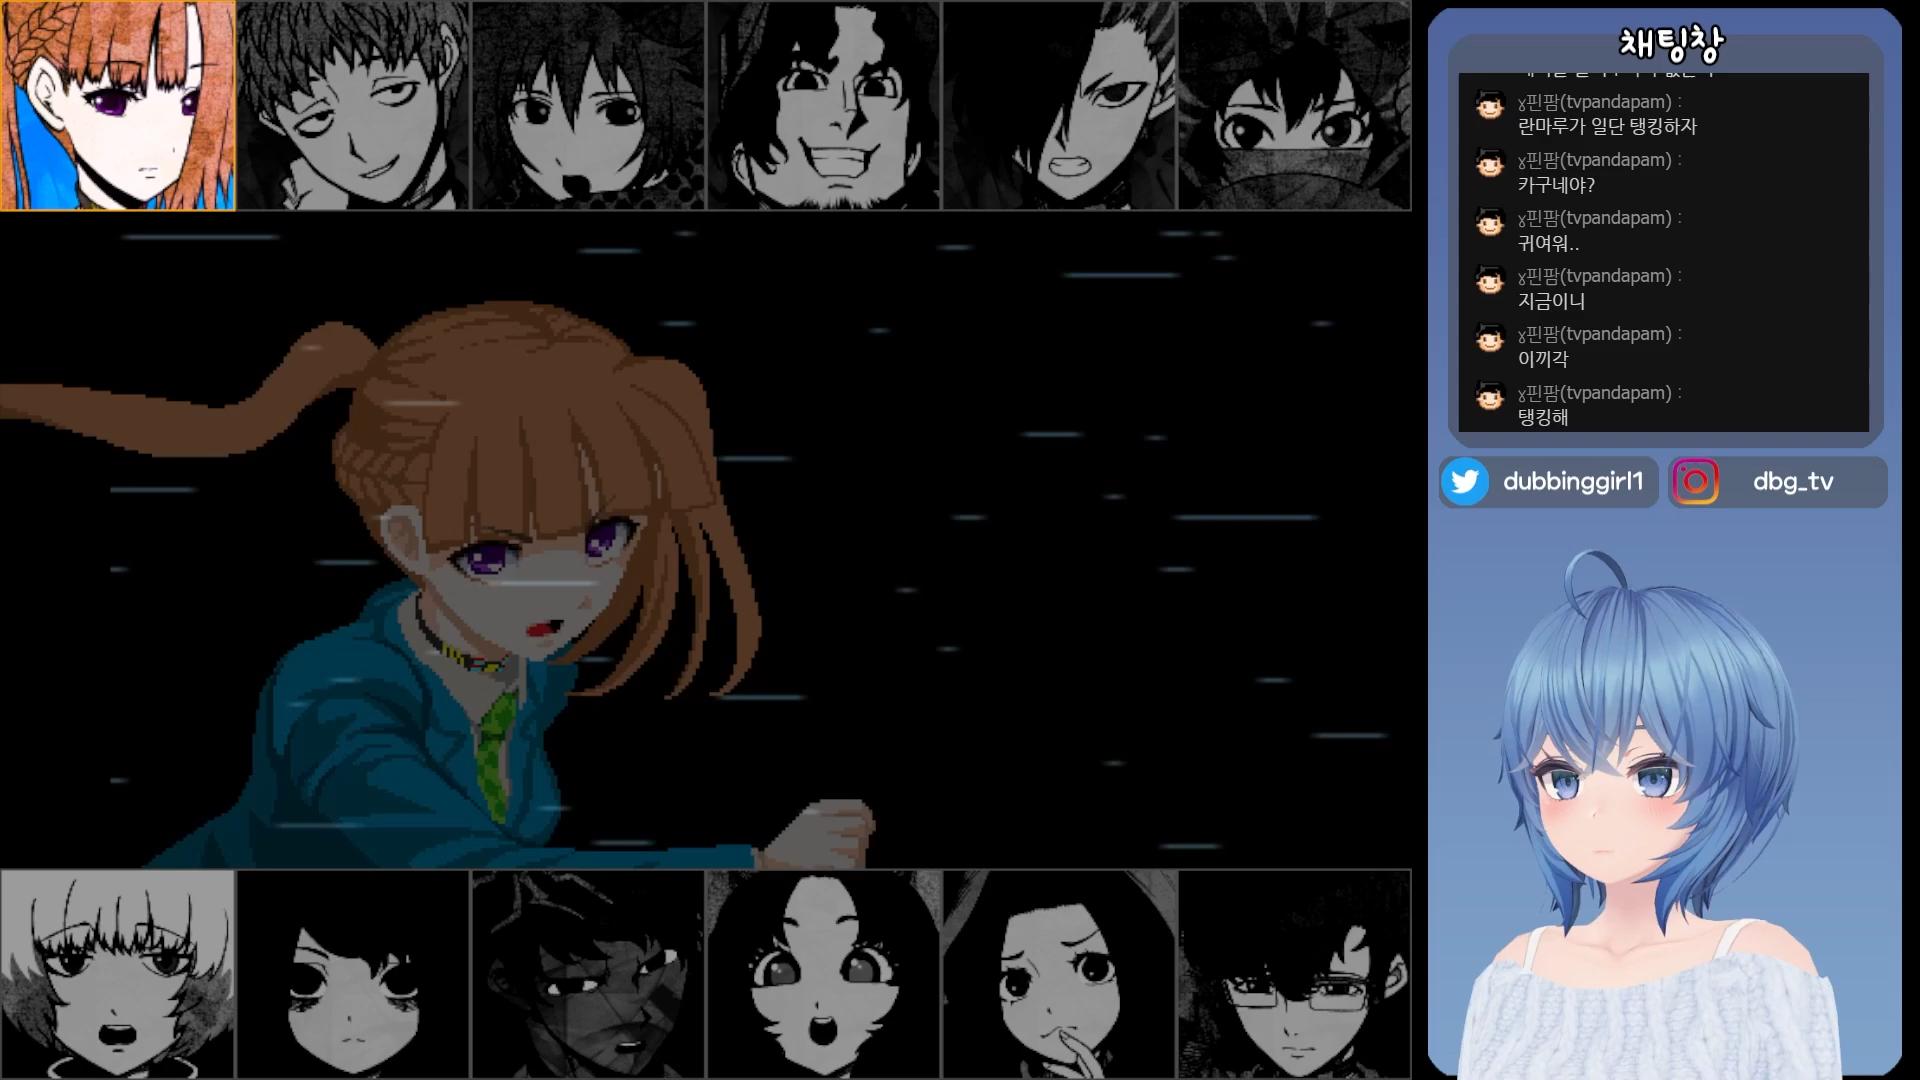 채팅창
ɣ핀팜(tvpandapam) :
란마루가 일단 탱킹하자
ɣ핀팜(tvpandapam) :
카구네야?
ɣ핀팜(tvpandapam) :
귀여워..
ɣ핀팜(tvpandapam) :
지금이니
ɣ핀팜(tvpandapam) :
이끼각
ɣ핀팜(tvpandapam) :
탱킹해
dubbinggirl1
dbg_tv